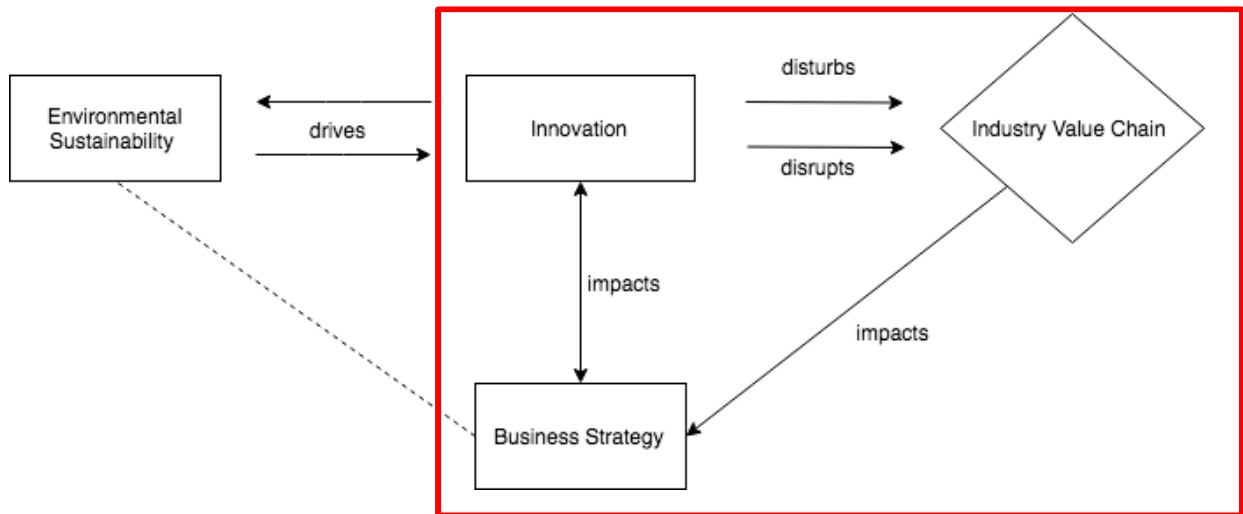 disturbs
Environmental
Sustainability
drives
Innovation
Industry Value Chain
disrupts
impacts
impacts
Business Strategy